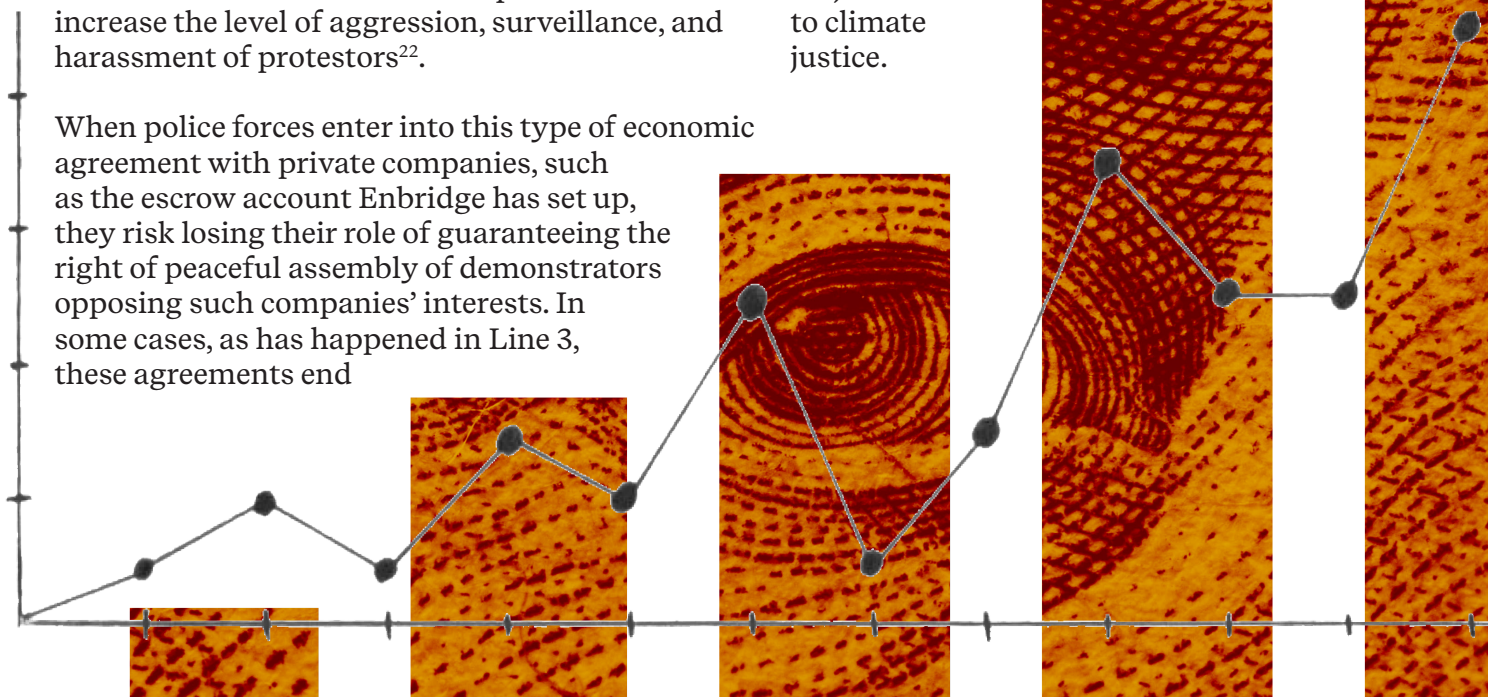 increase the level of aggression, surveillance, and
harassment of protestors²².
When police forces enter into this type of economic
agreement with private companies, such
as the escrow account Enbridge has set up,
they risk losing their role of guaranteeing the
right of peaceful assembly of demonstrators
opposing such companies’ interests. In
some cases, as has happened in Line 3,
these agreements end
to climate
justice.